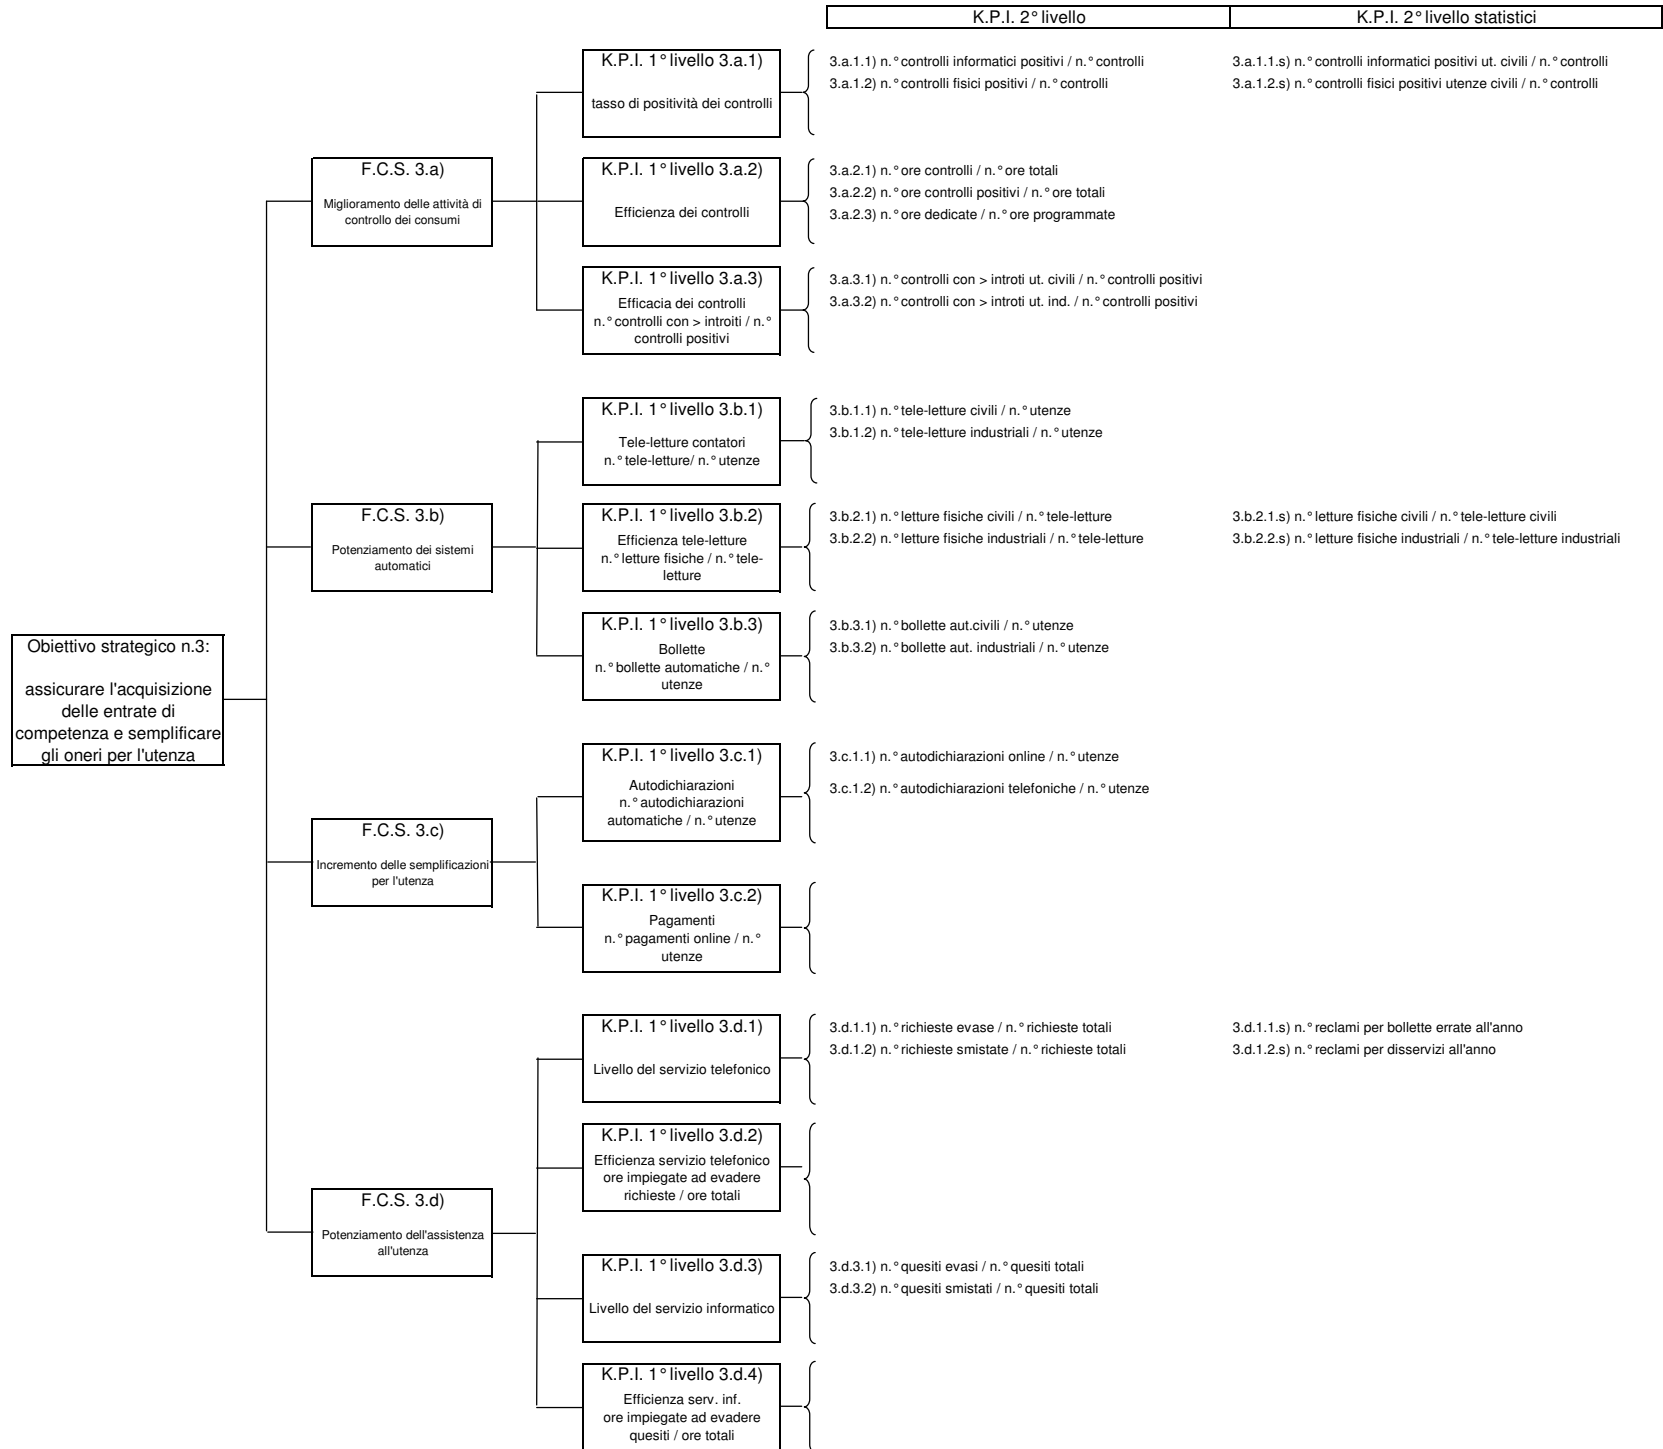 K.P.I. 2° livello
K.P.I. 2° livello statistici
K.P.I. 1° livello 3.a.1)
tasso di positività dei controlli
3.a.1.1) n.° controlli informatici positivi / n.° controlli
3.a.1.2) n.° controlli fisici positivi / n.° controlli
3.a.1.1.s) n.° controlli informatici positivi ut. civili / n.° controlli
3.a.1.2.s) n.° controlli fisici positivi utenze civili / n.° controlli
F.C.S. 3.a)
Miglioramento delle attività di
controllo dei consumi
K.P.I. 1° livello 3.a.2)
Efficienza dei controlli
3.a.2.1) n.° ore controlli / n.° ore totali
3.a.2.2) n.° ore controlli positivi / n.° ore totali
3.a.2.3) n.° ore dedicate / n.° ore programmate
K.P.I. 1° livello 3.a.3)
Efficacia dei controlli
n.° controlli con > introiti / n.°
controlli positivi
3.a.3.1) n.° controlli con > introti ut. civili / n.° controlli positivi
3.a.3.2) n.° controlli con > introti ut. ind. / n.° controlli positivi
K.P.I. 1° livello 3.b.1)
Tele-letture contatori
n.° tele-letture/ n.° utenze
3.b.1.1) n.° tele-letture civili / n.° utenze
3.b.1.2) n.° tele-letture industriali / n.° utenze
F.C.S. 3.b)
Potenziamento dei sistemi
automatici
K.P.I. 1° livello 3.b.2)
Efficienza tele-letture
n.° letture fisiche / n.° tele-
letture
3.b.2.1) n.° letture fisiche civili / n.° tele-letture
3.b.2.2) n.° letture fisiche industriali / n.° tele-letture
3.b.2.1.s) n.° letture fisiche civili / n.° tele-letture civili
3.b.2.2.s) n.° letture fisiche industriali / n.° tele-letture industriali
K.P.I. 1° livello 3.b.3)
Bollette
n.° bollette automatiche / n.°
utenze
3.b.3.1) n.° bollette aut.civili / n.° utenze
3.b.3.2) n.° bollette aut. industriali / n.° utenze
Obiettivo strategico n.3:
assicurare l'acquisizione
delle entrate di
competenza e semplificare
gli oneri per l'utenza
K.P.I. 1° livello 3.c.1)
Autodichiarazioni
n.° autodichiarazioni
automatiche / n.° utenze
3.c.1.1) n.° autodichiarazioni online / n.° utenze
3.c.1.2) n.° autodichiarazioni telefoniche / n.° utenze
F.C.S. 3.c)
Incremento delle semplificazioni
per l'utenza
K.P.I. 1° livello 3.c.2)
Pagamenti
n.° pagamenti online / n.°
utenze
K.P.I. 1° livello 3.d.1)
Livello del servizio telefonico
3.d.1.1) n.° richieste evase / n.° richieste totali
3.d.1.2) n.° richieste smistate / n.° richieste totali
3.d.1.1.s) n.° reclami per bollette errate all'anno
3.d.1.2.s) n.° reclami per disservizi all'anno
K.P.I. 1° livello 3.d.2)
Efficienza servizio telefonico
ore impiegate ad evadere
richieste / ore totali
F.C.S. 3.d)
Potenziamento dell'assistenza
all'utenza
K.P.I. 1° livello 3.d.3)
Livello del servizio informatico
3.d.3.1) n.° quesiti evasi / n.° quesiti totali
3.d.3.2) n.° quesiti smistati / n.° quesiti totali
K.P.I. 1° livello 3.d.4)
Efficienza serv. inf.
ore impiegate ad evadere
quesiti / ore totali